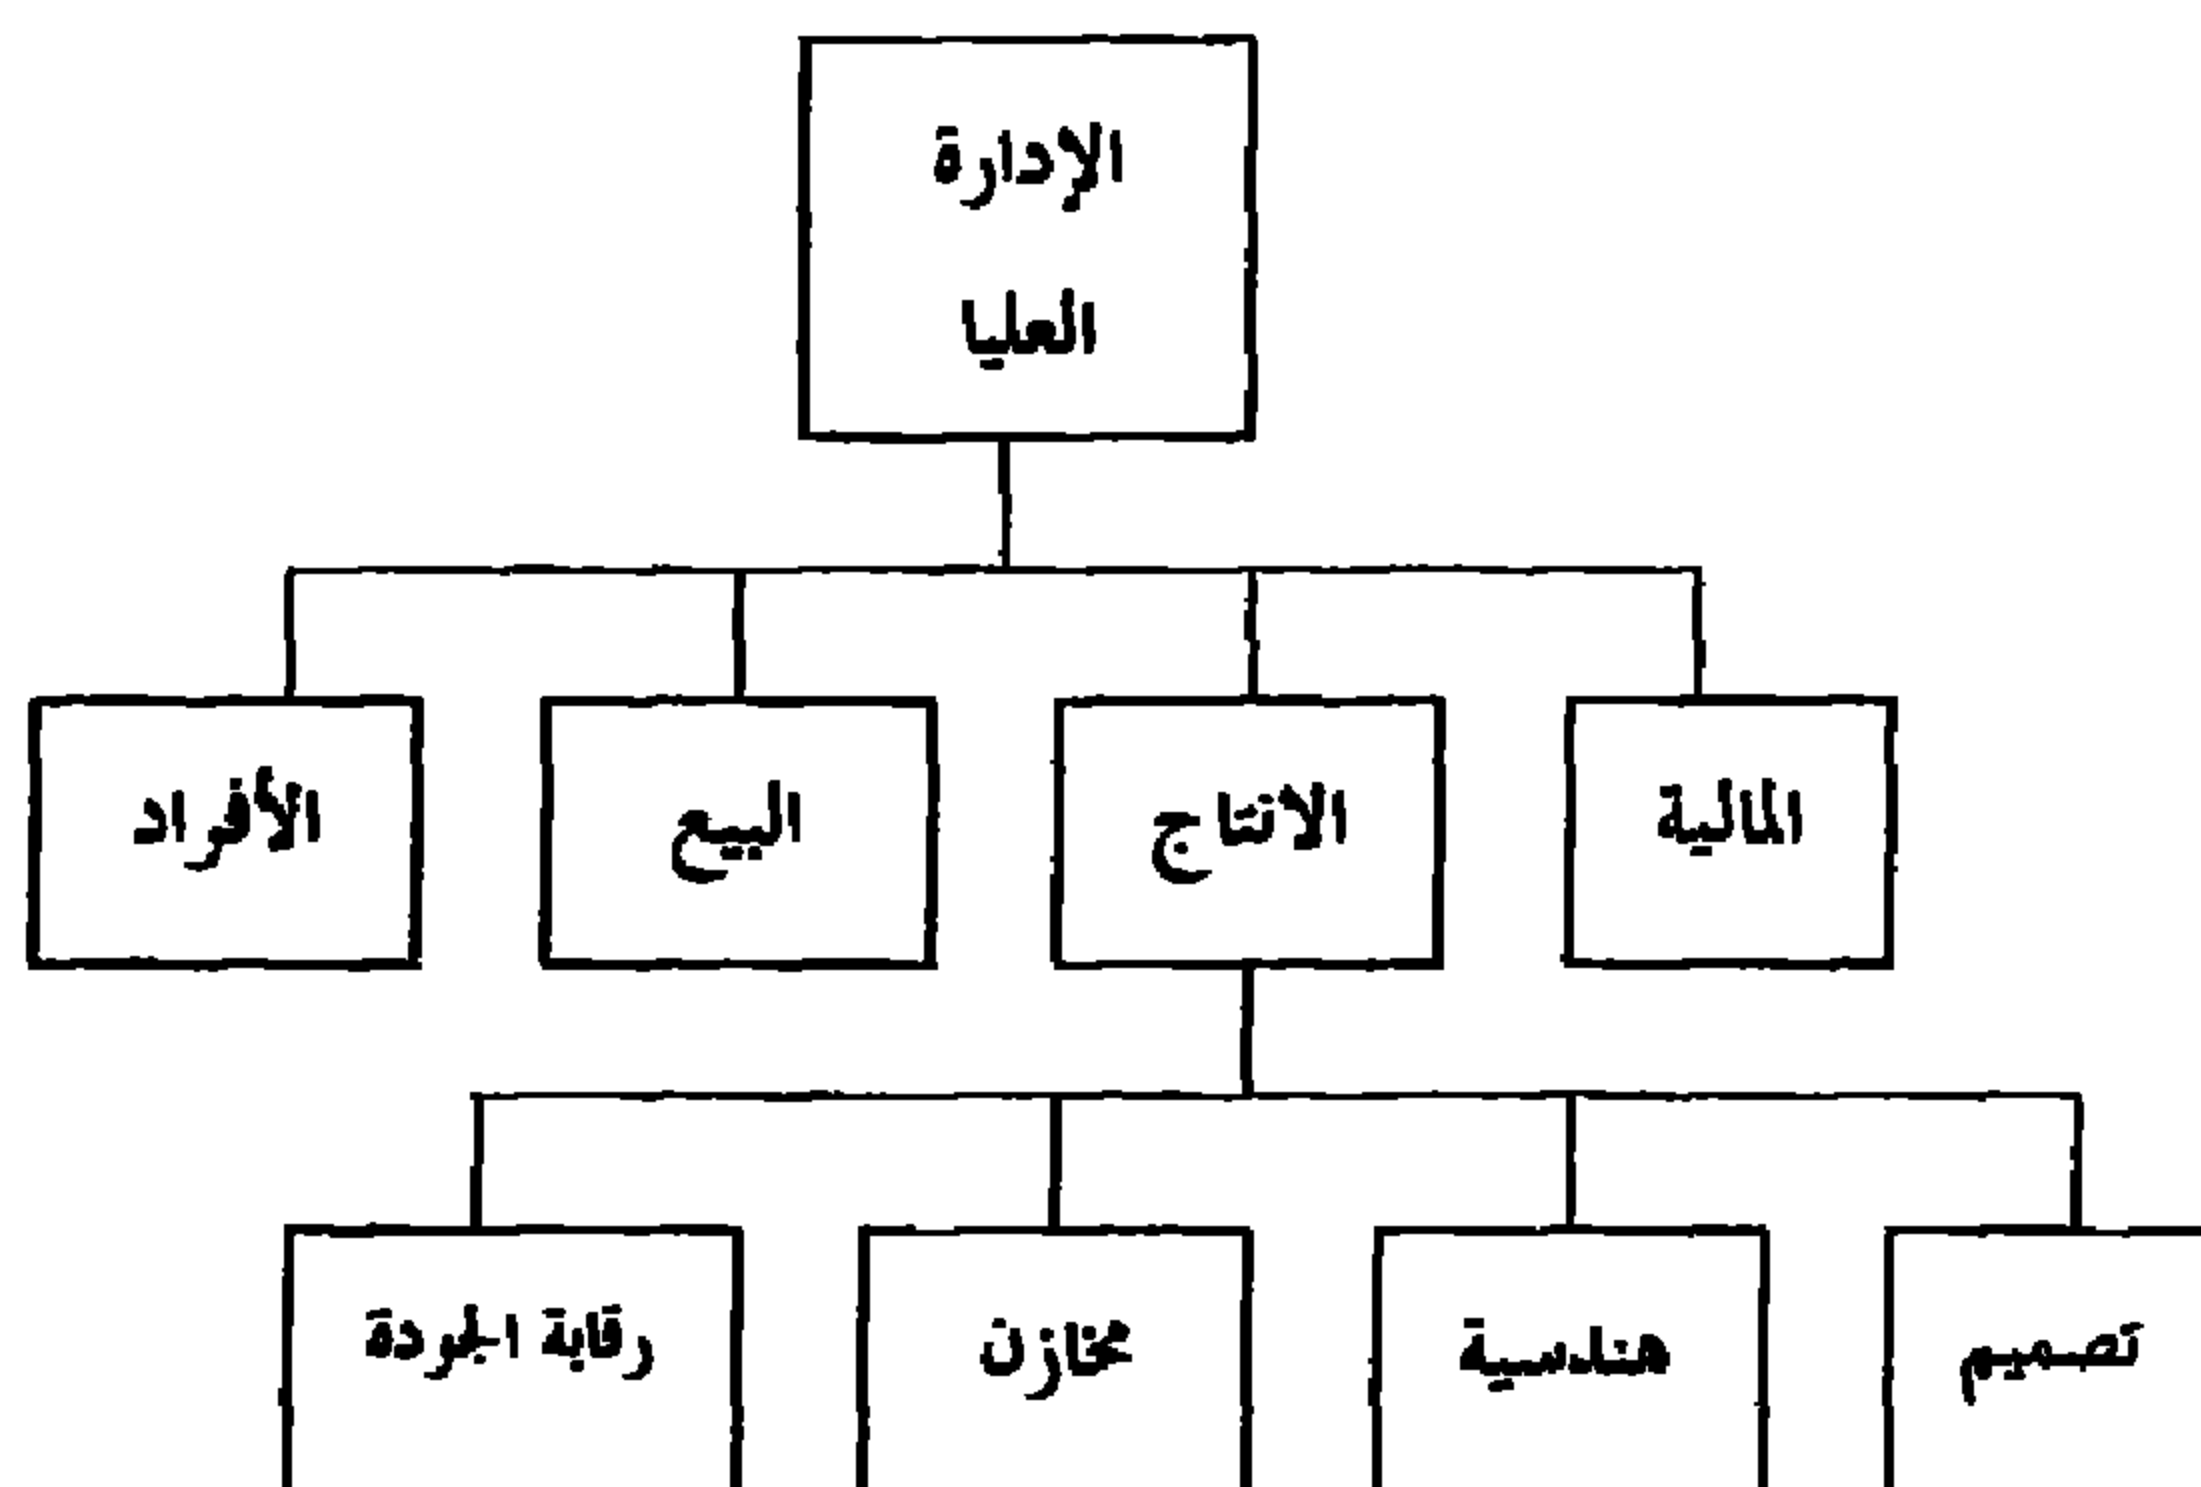 الإدارة
العليا
المالية
الانتاج
البيع
الأفراد
تصميم
هندسية
مخازن
رقابة الجودة